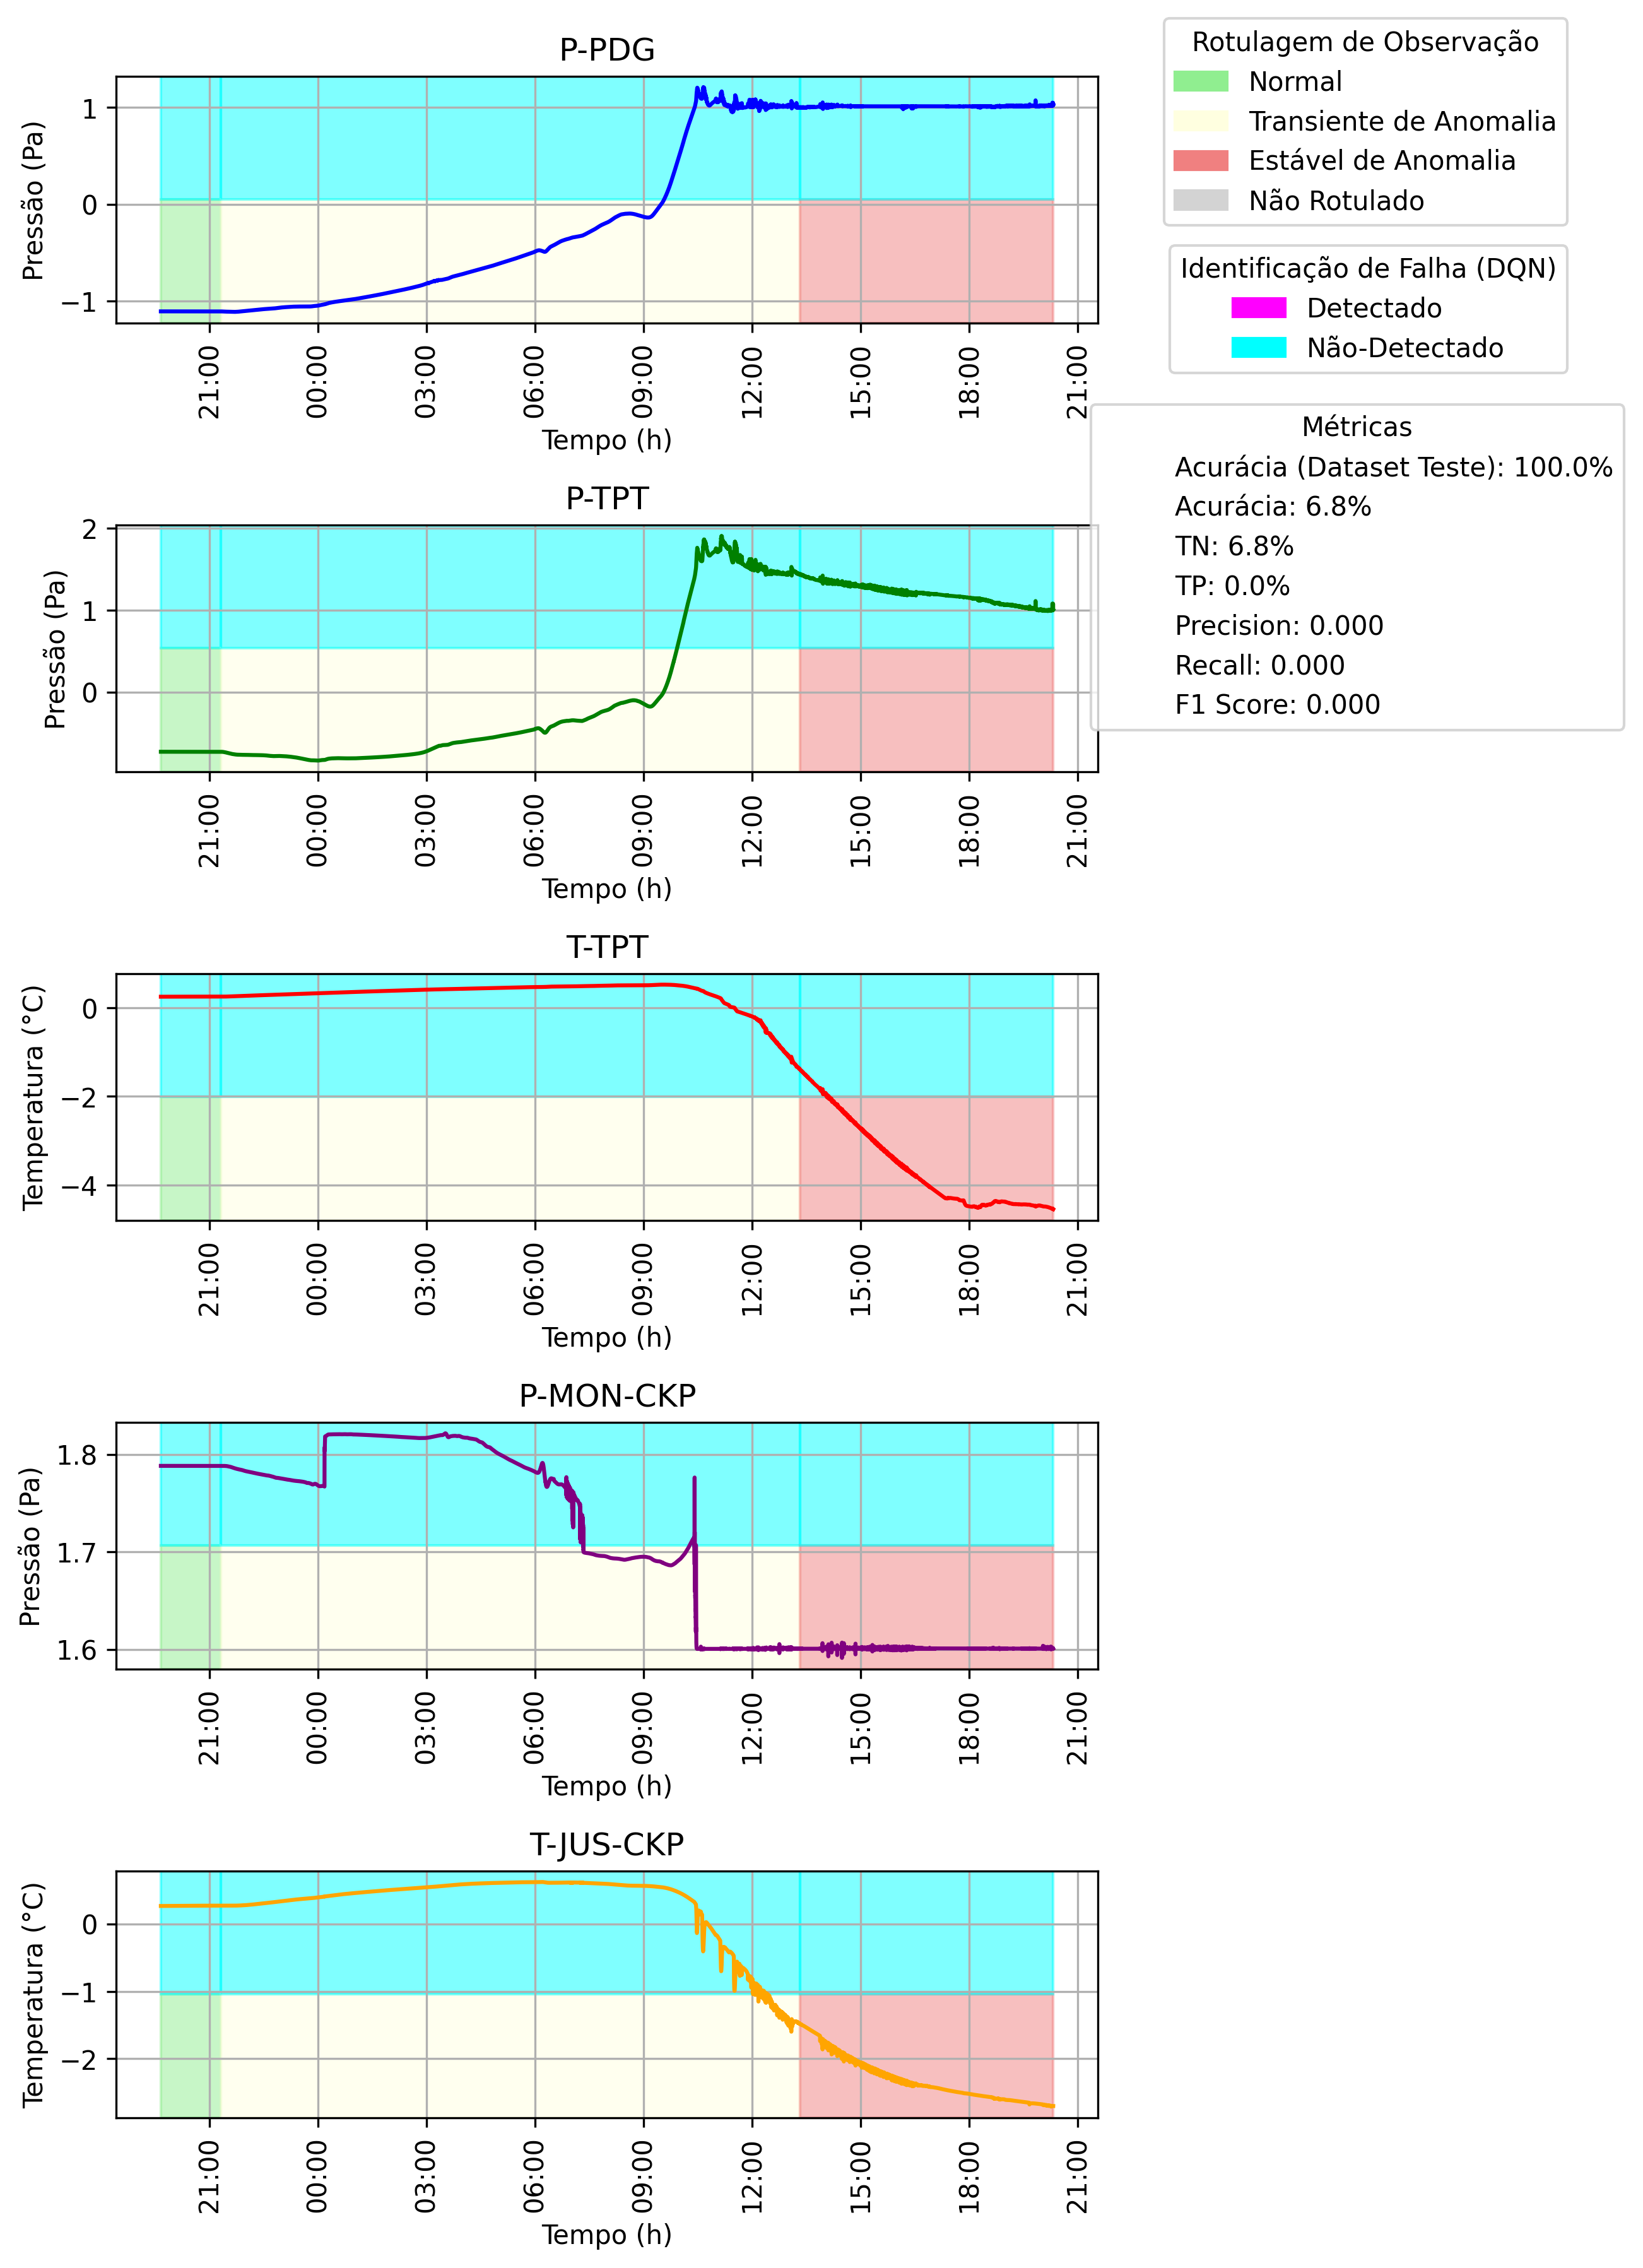 P-PDG
Pressão (Pa)
1
0
−1
21:00
00:00
03:00
06:00
09:00
12:00
15:00
18:00
21:00
Tempo (h)
Rotulagem de Observação
Normal
Transiente de Anomalia
Estável de Anomalia
Não Rotulado
Identificação de Falha (DQN)
Detectado
Não-Detectado
Métricas
Acurácia (Dataset Teste): 100.0%
Acurácia: 6.8%
TN: 6.8%
TP: 0.0%
Precision: 0.000
Recall: 0.000
F1 Score: 0.000
P-TPT
Pressão (Pa)
2
1
0
21:00
00:00
03:00
06:00
09:00
12:00
15:00
18:00
21:00
Tempo (h)
T-TPT
Temperatura (°C)
0
−2
−4
21:00
00:00
03:00
06:00
09:00
12:00
15:00
18:00
21:00
Tempo (h)
P-MON-CKP
Pressão (Pa)
1.8
1.7
1.6
21:00
00:00
03:00
06:00
09:00
12:00
15:00
18:00
21:00
Tempo (h)
T-JUS-CKP
Temperatura (°C)
0
−1
−2
21:00
00:00
03:00
06:00
09:00
12:00
15:00
18:00
21:00
Tempo (h)